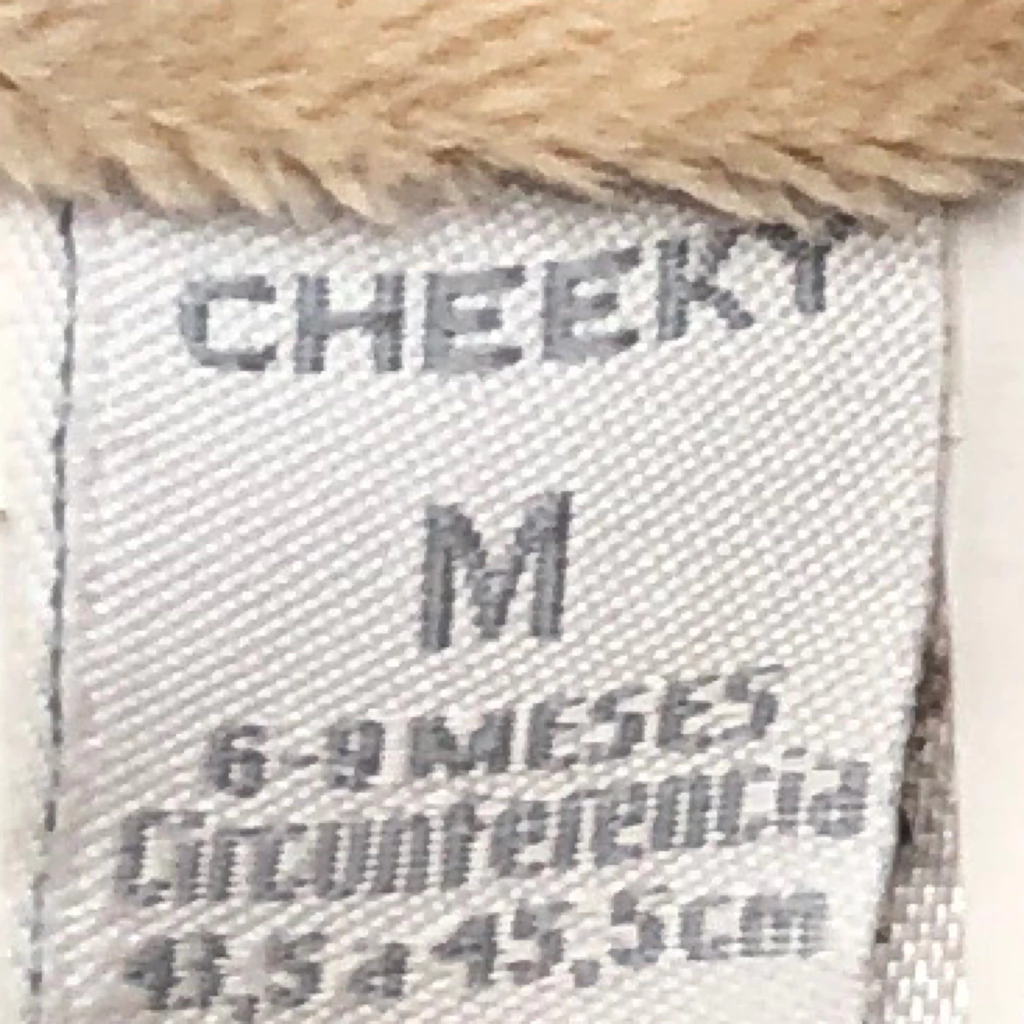 CHEEKY
M
6-9 MESES
Circunferencia
43,5 a 45,5cm